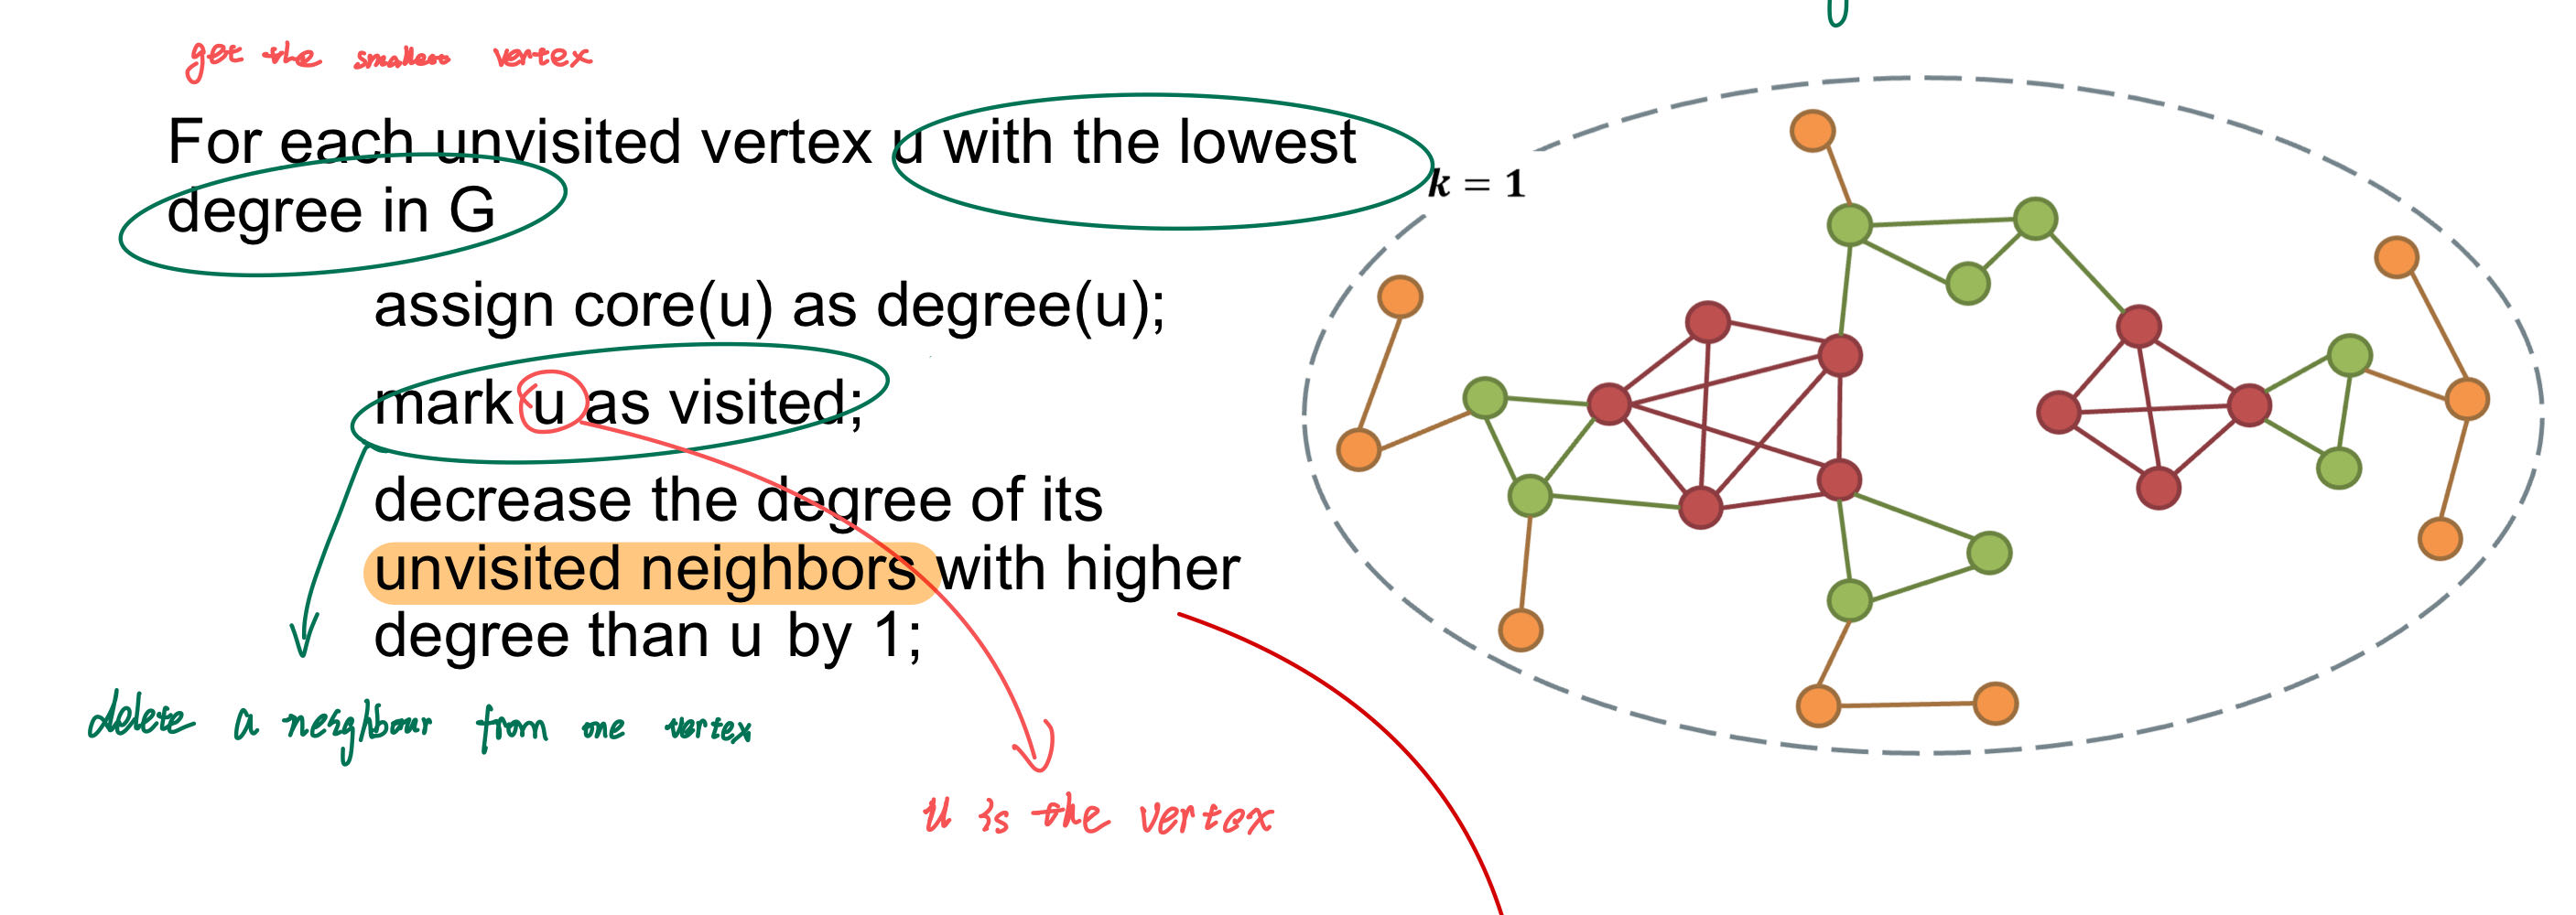 get the smallest vertex
For each unvisited vertex u with the lowest
degree in G
k = 1
assign core(u) as degree(u);
mark u as visited;
decrease the degree of its
unvisited neighbors with higher
degree than u by 1;
delete a neighbour from one vertex
u is the vertex